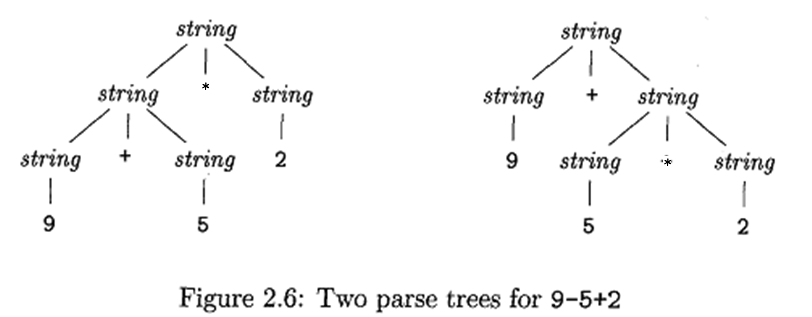 string string
* +
string string string string
string + string 2 9 string * string
9 5 5 2
Figure 2.6: Two parse trees for 9-5+2